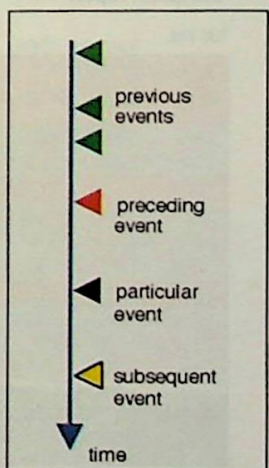 previous
events
preceding
event
particular
event
subsequent
event
time